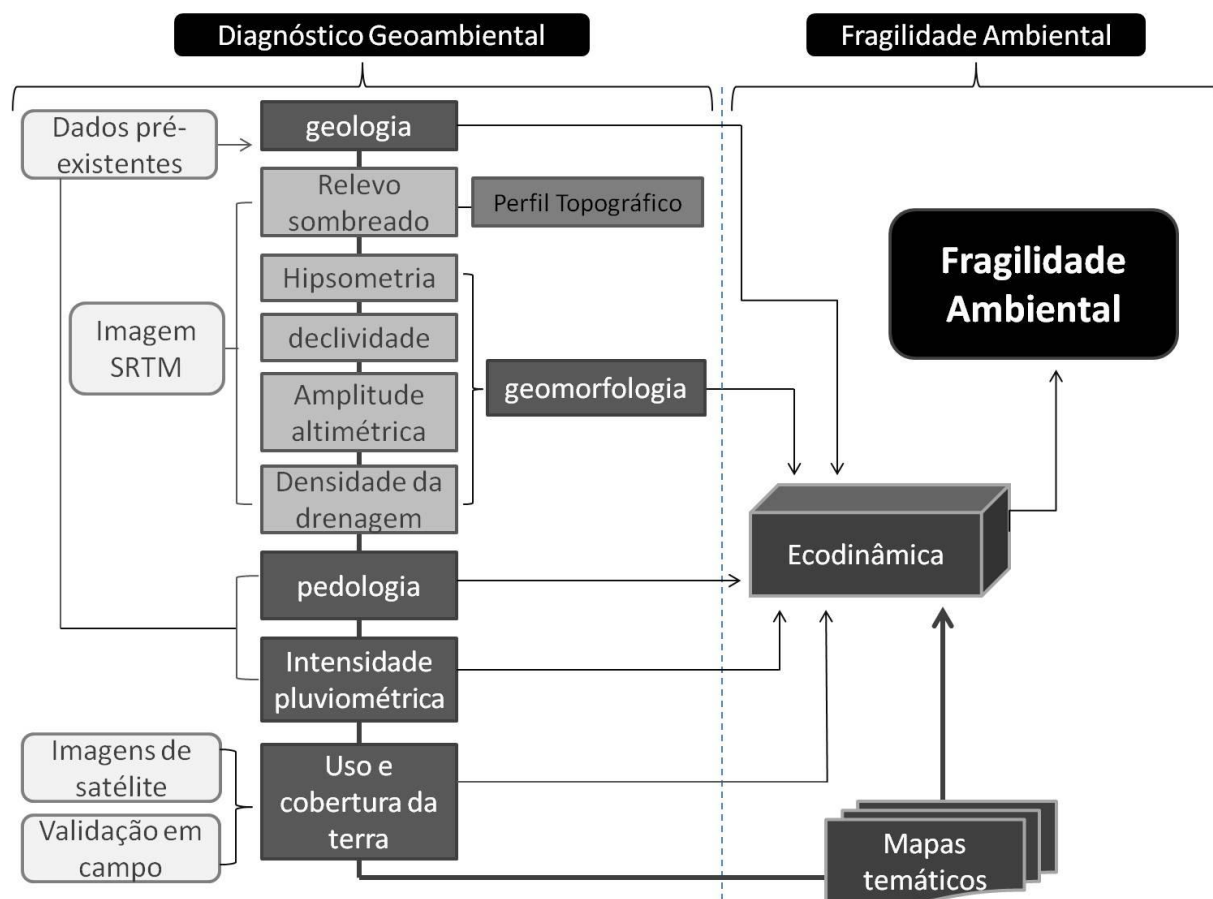 Diagnóstico Geoambiental
Fragilidade Ambiental
Dados pré-
existentes
geologia
Relevo
sombreado
Perfil Topográfico
Hipsometria
declividade
Amplitude
altimétrica
Densidade da
drenagem
Imagem
SRTM
geomorfologia
Fragilidade
Ambiental
Ecodinâmica
pedologia
Intensidade
pluviométrica
Imagens de
satélite
Validação em
campo
Uso e
cobertura da
terra
Mapas
temáticos